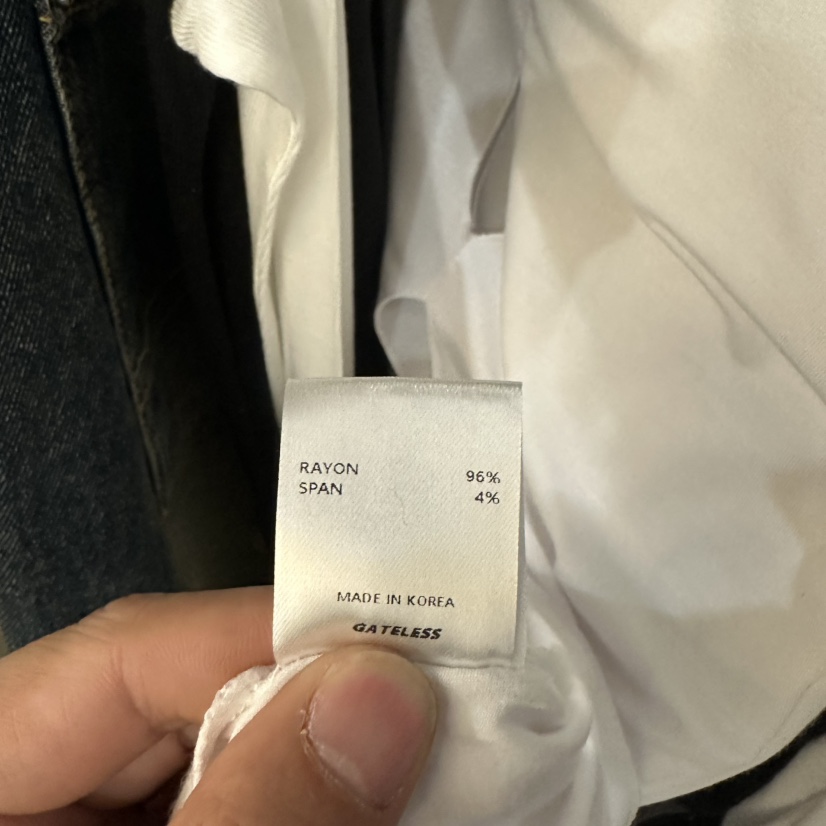 RAYON 96%
SPAN 4%
MADE IN KOREA
GATELESS